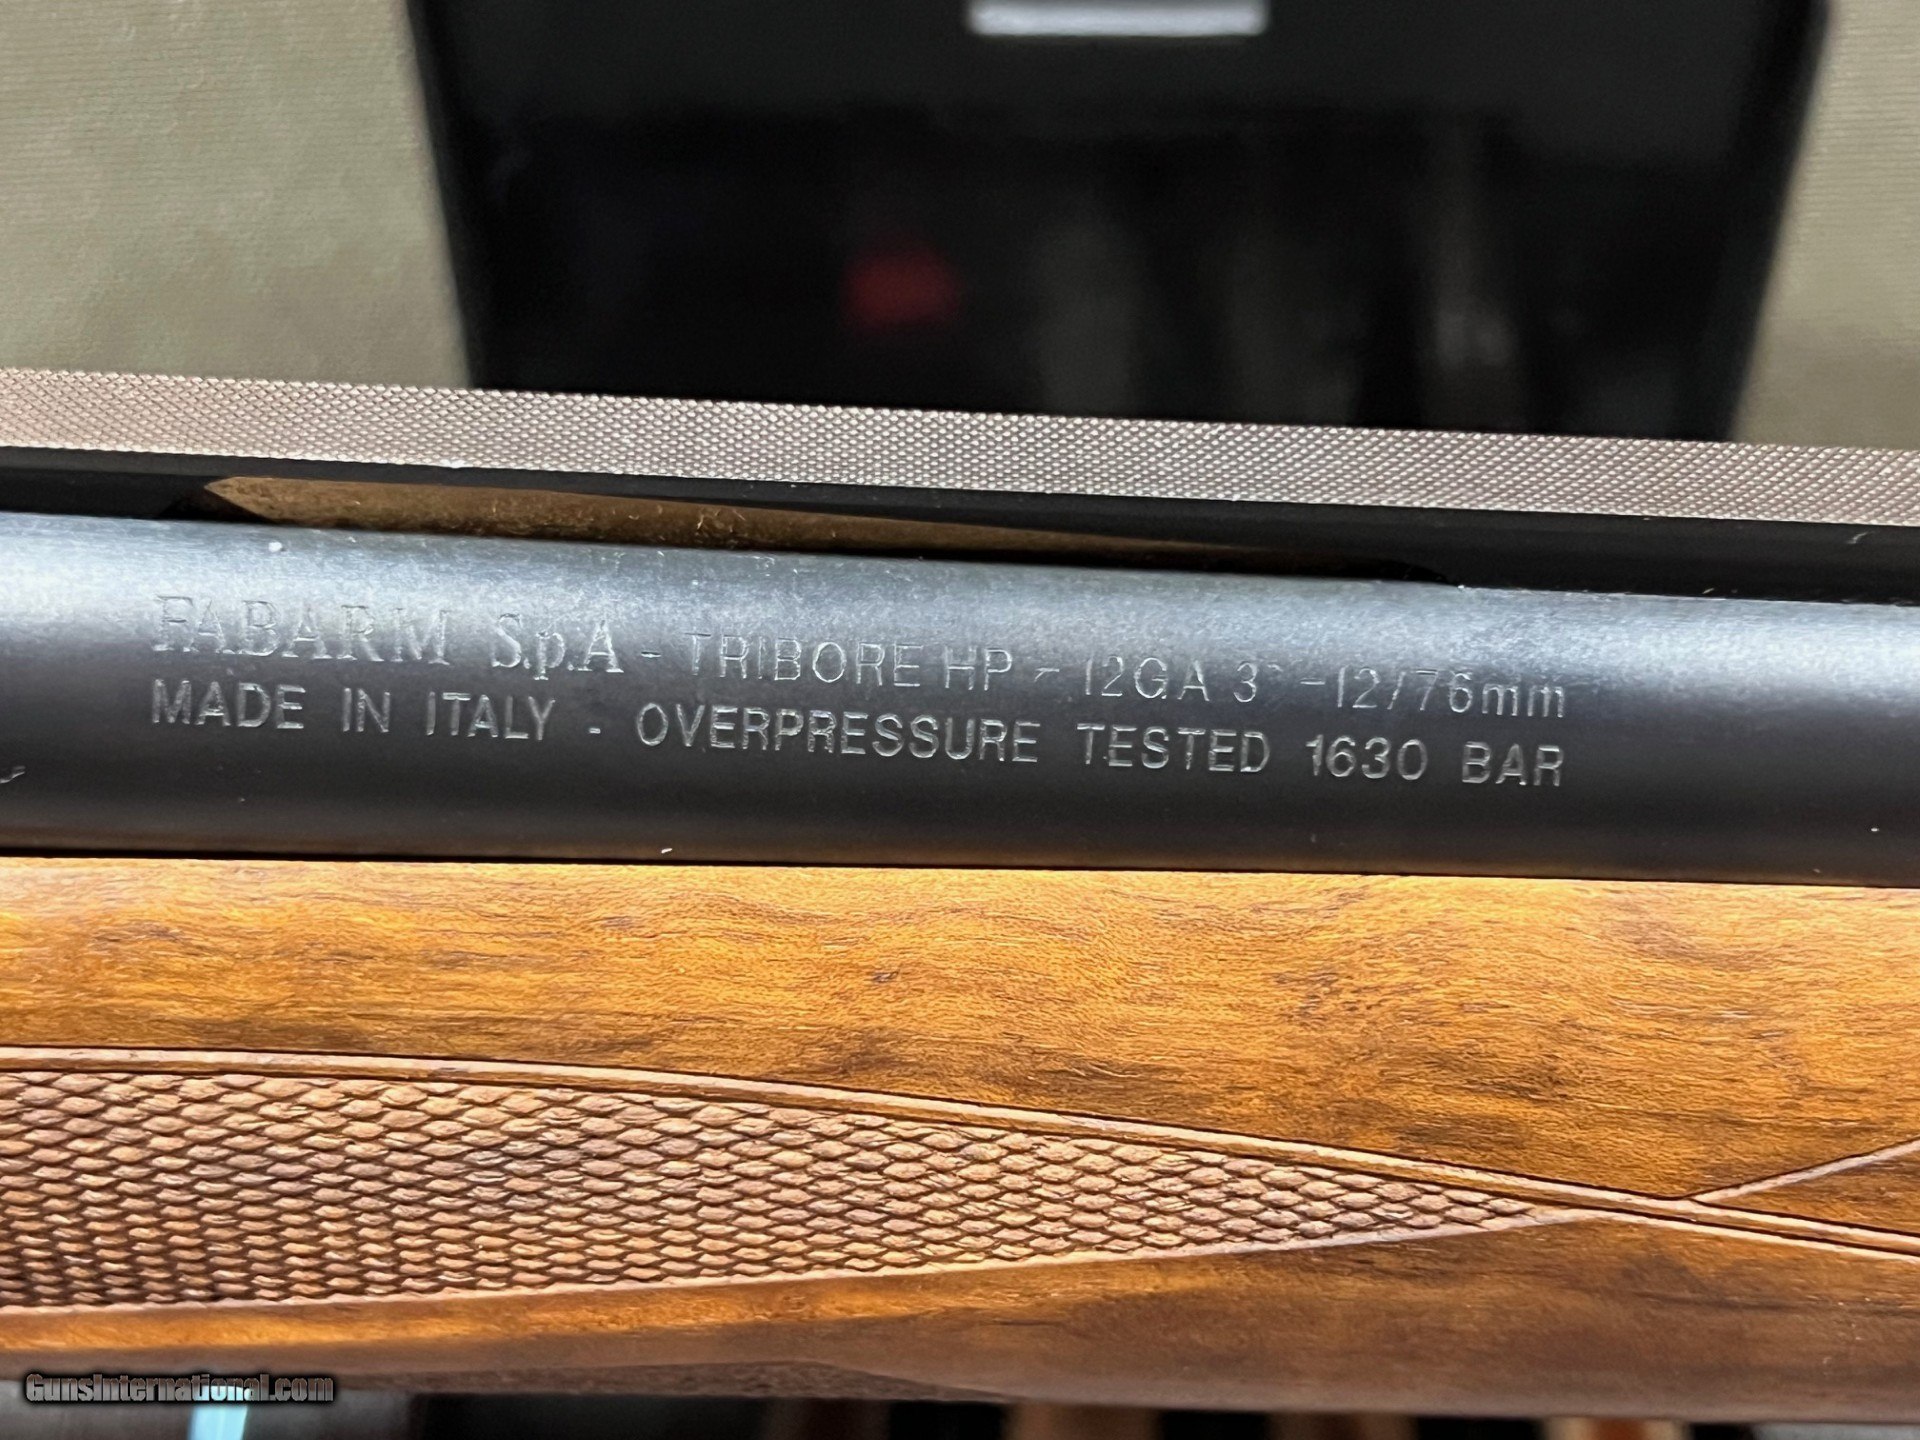 FABARM S.p.A - TRIBORE HP - 12GA 3" - 12/76mm
MADE IN ITALY - OVERPRESSURE TESTED 1630 BAR
GunsInternational.com